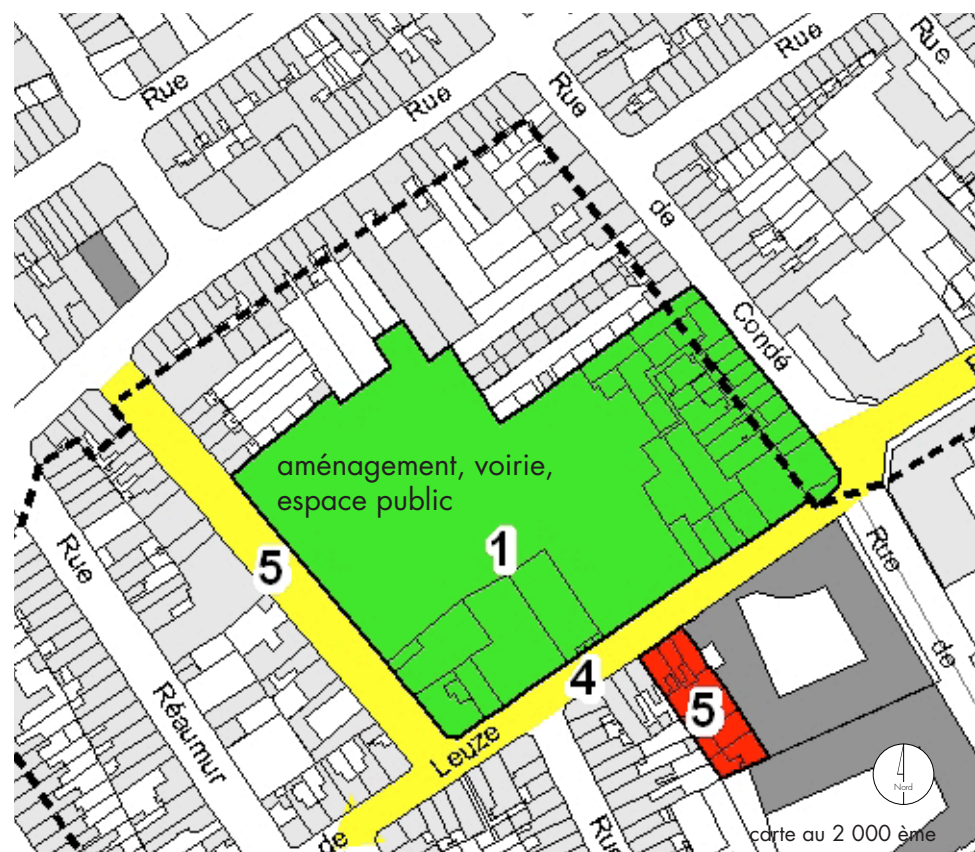 Rue
Rue
Rue
Rue
Rue
de
Condé
aménagement, voirie,
espace public
1
5
Rue
Réaumur
4
5
Leuze
de
Rue
Rue
de
Nord
carte au 2 000 ème